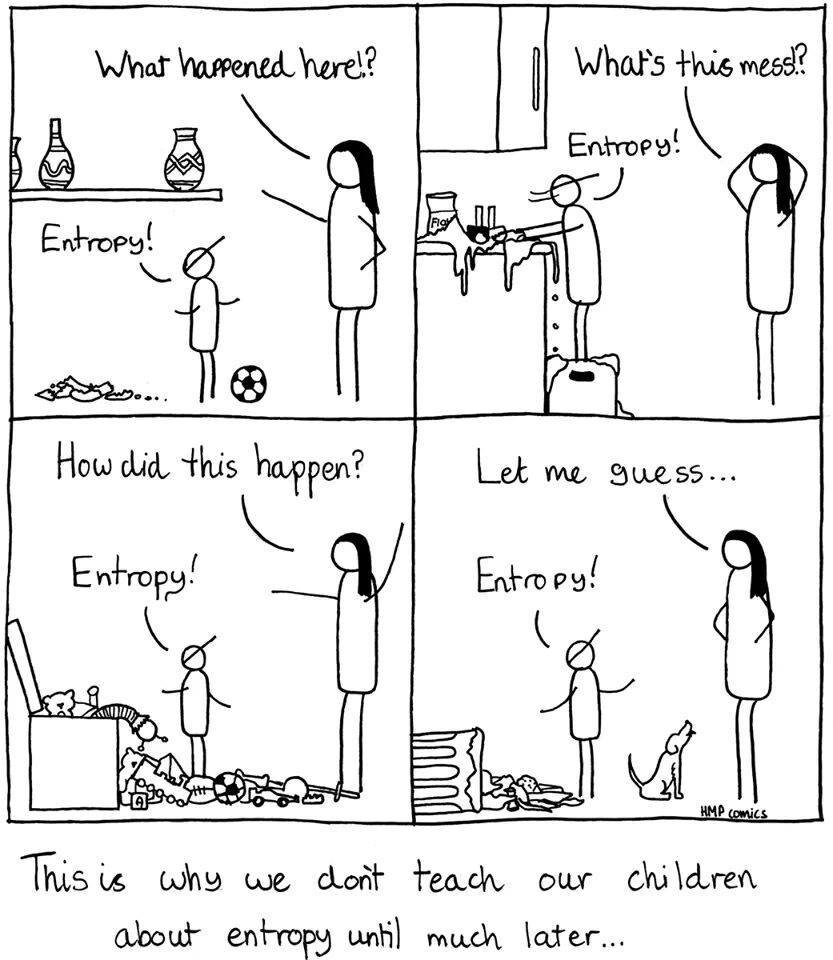 What happened here!?
Entropy!
What's this mess!?
Entropy!
Flo
How did this happen?
Entropy!
A
Let me guess...
Entropy!
HMP comics
This is why we don't teach our children
about entropy until much later...